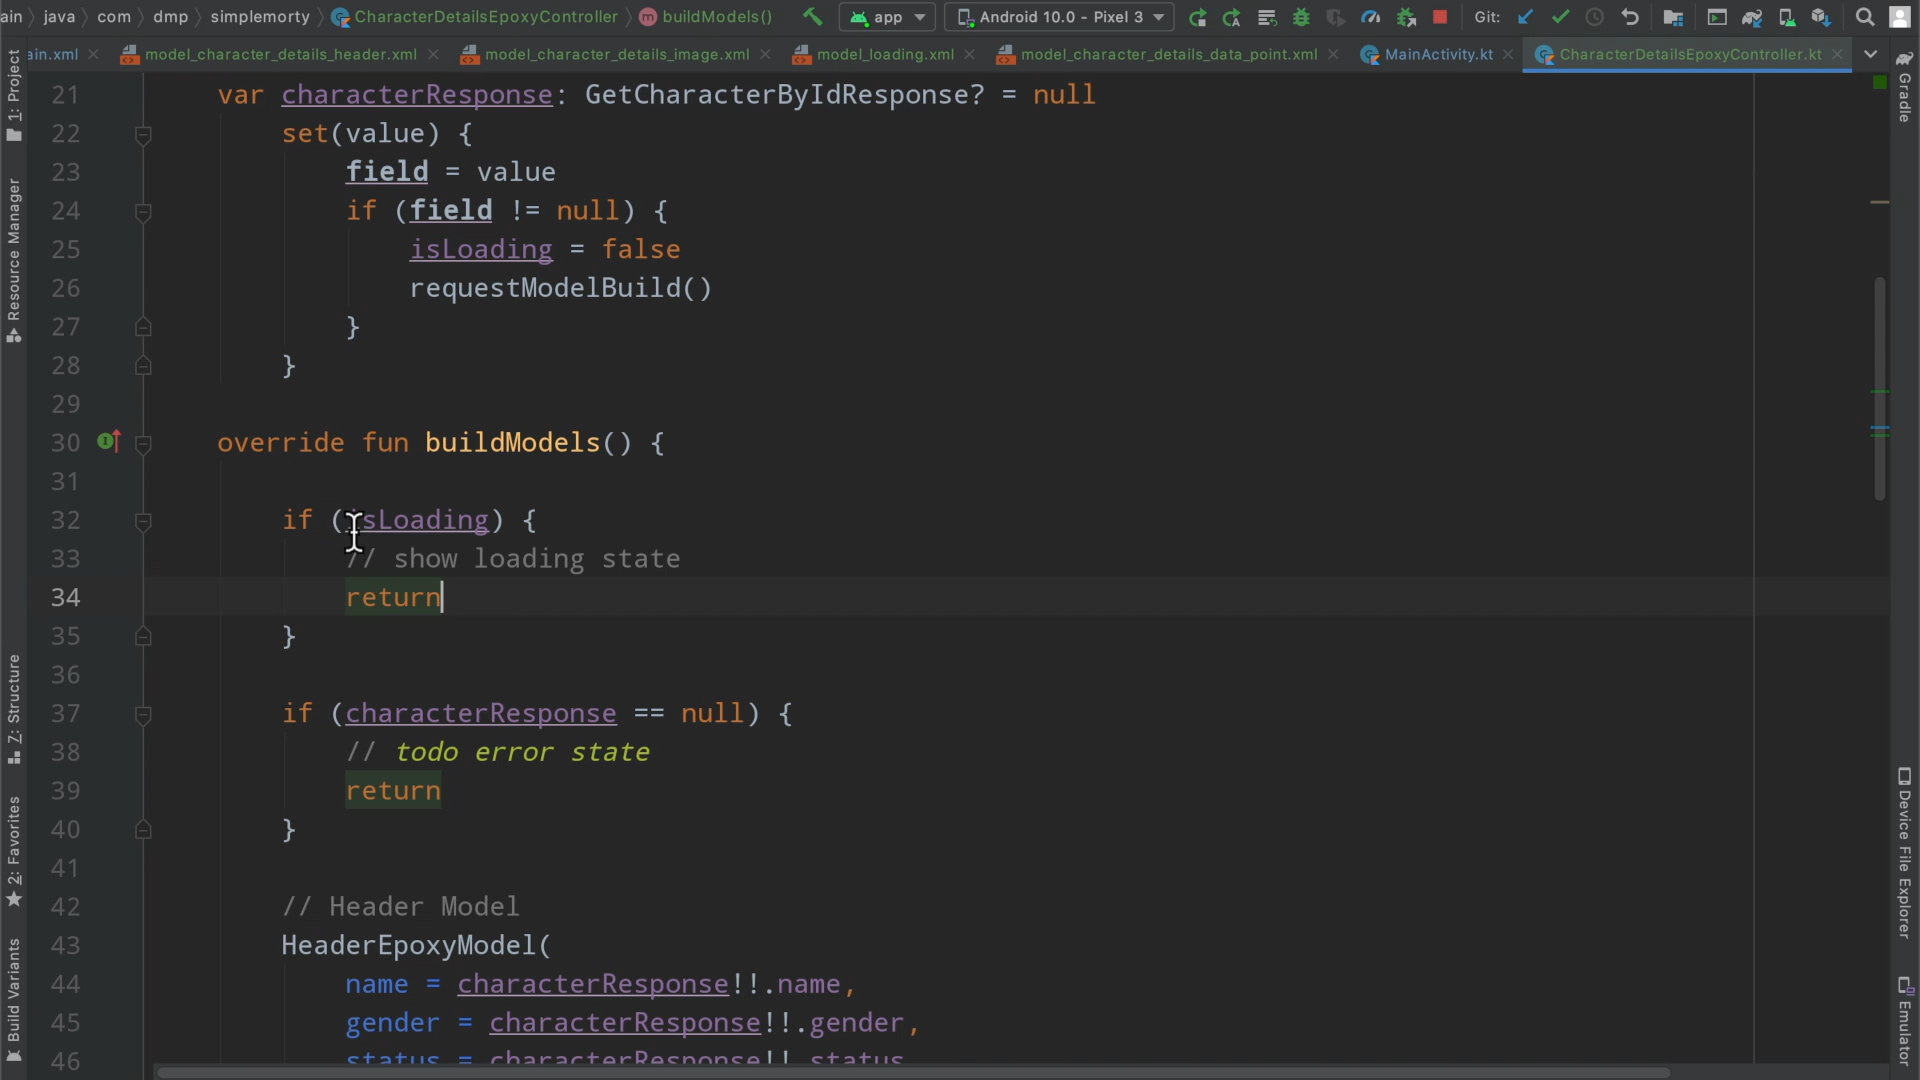 ain java com dmp simplemorty CharacterDetailsEpoxyController buildModels() app Android 10.0 - Pixel 3 Git:
ain.xml model_character_details_header.xml model_character_details_image.xml model_loading.xml model_character_details_data_point.xml MainActivity.kt CharacterDetailsEpoxyController.kt
1: Project
Resource Manager
Z: Structure
2: Favorites
Build Variants
21 var characterResponse: GetCharacterByIdResponse? = null
22 set(value) {
23 field = value
24 if (field != null) {
25 isLoading = false
26 requestModelBuild()
27 }
28 }
29
30 override fun buildModels() {
31
32 if (isLoading) {
33 // show loading state
34 return
35 }
36
37 if (characterResponse == null) {
38 // todo error state
39 return
40 }
41
42 // Header Model
43 HeaderEpoxyModel(
44 name = characterResponse!!.name,
45 gender = characterResponse!!.gender,
46 status = characterResponse!!.status
Gradle
Device File Explorer
Emulator